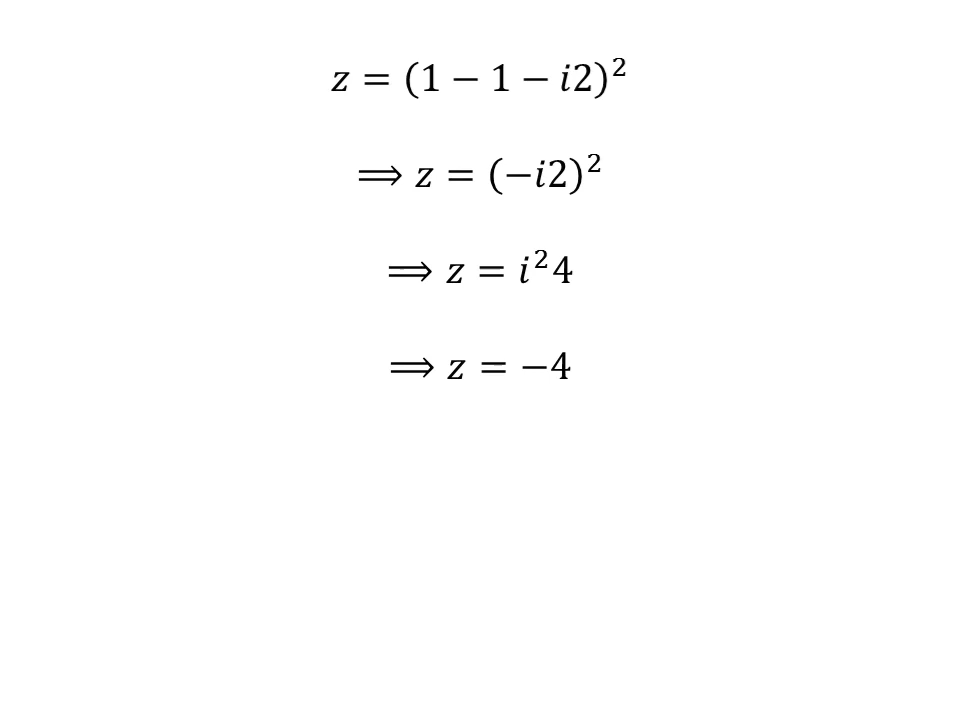 z = (1 − 1 − i2)²
⟹ z = (−i2)²
⟹ z = i²4
⟹ z = −4